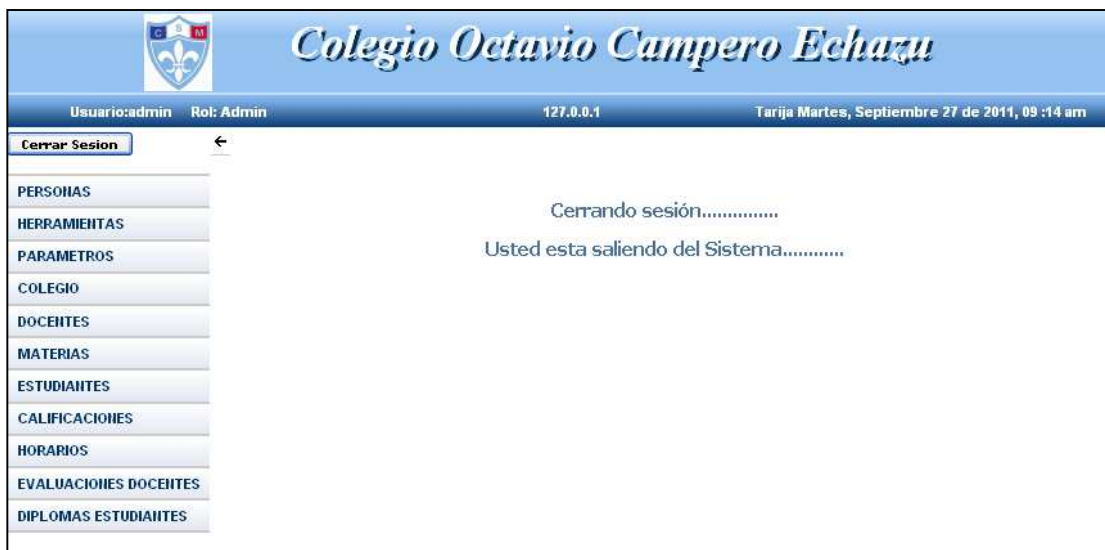 C S M
Colegio Octavio Campero Echazu
Usuario:admin Rol: Admin 127.0.0.1 Tarija Martes, Septiembre 27 de 2011, 09 :14 am
Cerrar Sesion
PERSONAS
HERRAMIENTAS
PARAMETROS
COLEGIO
DOCENTES
MATERIAS
ESTUDIANTES
CALIFICACIONES
HORARIOS
EVALUACIONES DOCENTES
DIPLOMAS ESTUDIANTES
Cerrando sesión...............
Usted esta saliendo del Sistema............